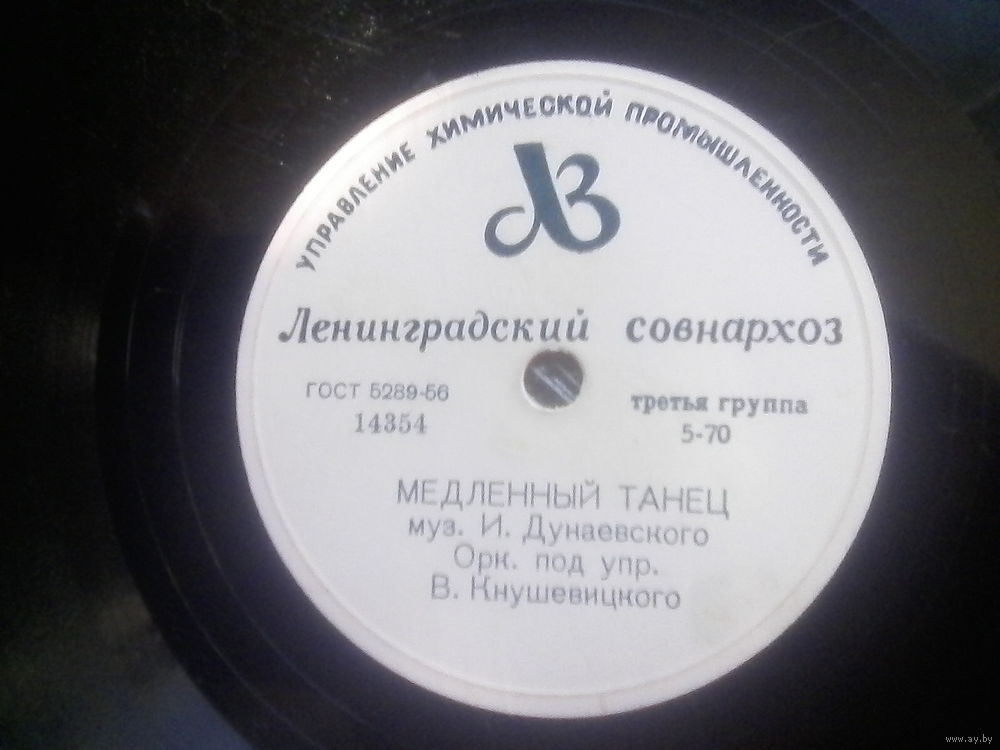 УПРАВЛЕНИЕ ХИМИЧЕСКОЙ ПРОМЫШЛЕННОСТИ
ЛЗ
Ленинградский совнархоз
ГОСТ 5289-56
14354
третья группа
5-70
МЕДЛЕННЫЙ ТАНЕЦ
муз. И. Дунаевского
Орк. под упр.
В. Кнушевицкого
www.ay.by